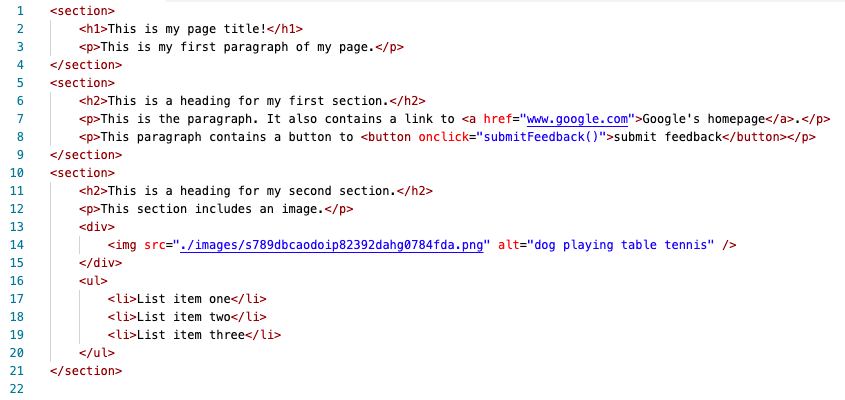 1 <section>
2     <h1>This is my page title!</h1>
3     <p>This is my first paragraph of my page.</p>
4 </section>
5 <section>
6     <h2>This is a heading for my first section.</h2>
7     <p>This is the paragraph. It also contains a link to <a href="www.google.com">Google's homepage</a>.</p>
8     <p>This paragraph contains a button to <button onclick="submitFeedback()">submit feedback</button></p>
9 </section>
10 <section>
11     <h2>This is a heading for my second section.</h2>
12     <p>This section includes an image.</p>
13     <div>
14         <img src="./images/s789dbcaodoip82392dahg0784fda.png" alt="dog playing table tennis" />
15     </div>
16     <ul>
17         <li>List item one</li>
18         <li>List item two</li>
19         <li>List item three</li>
20     </ul>
21 </section>
22